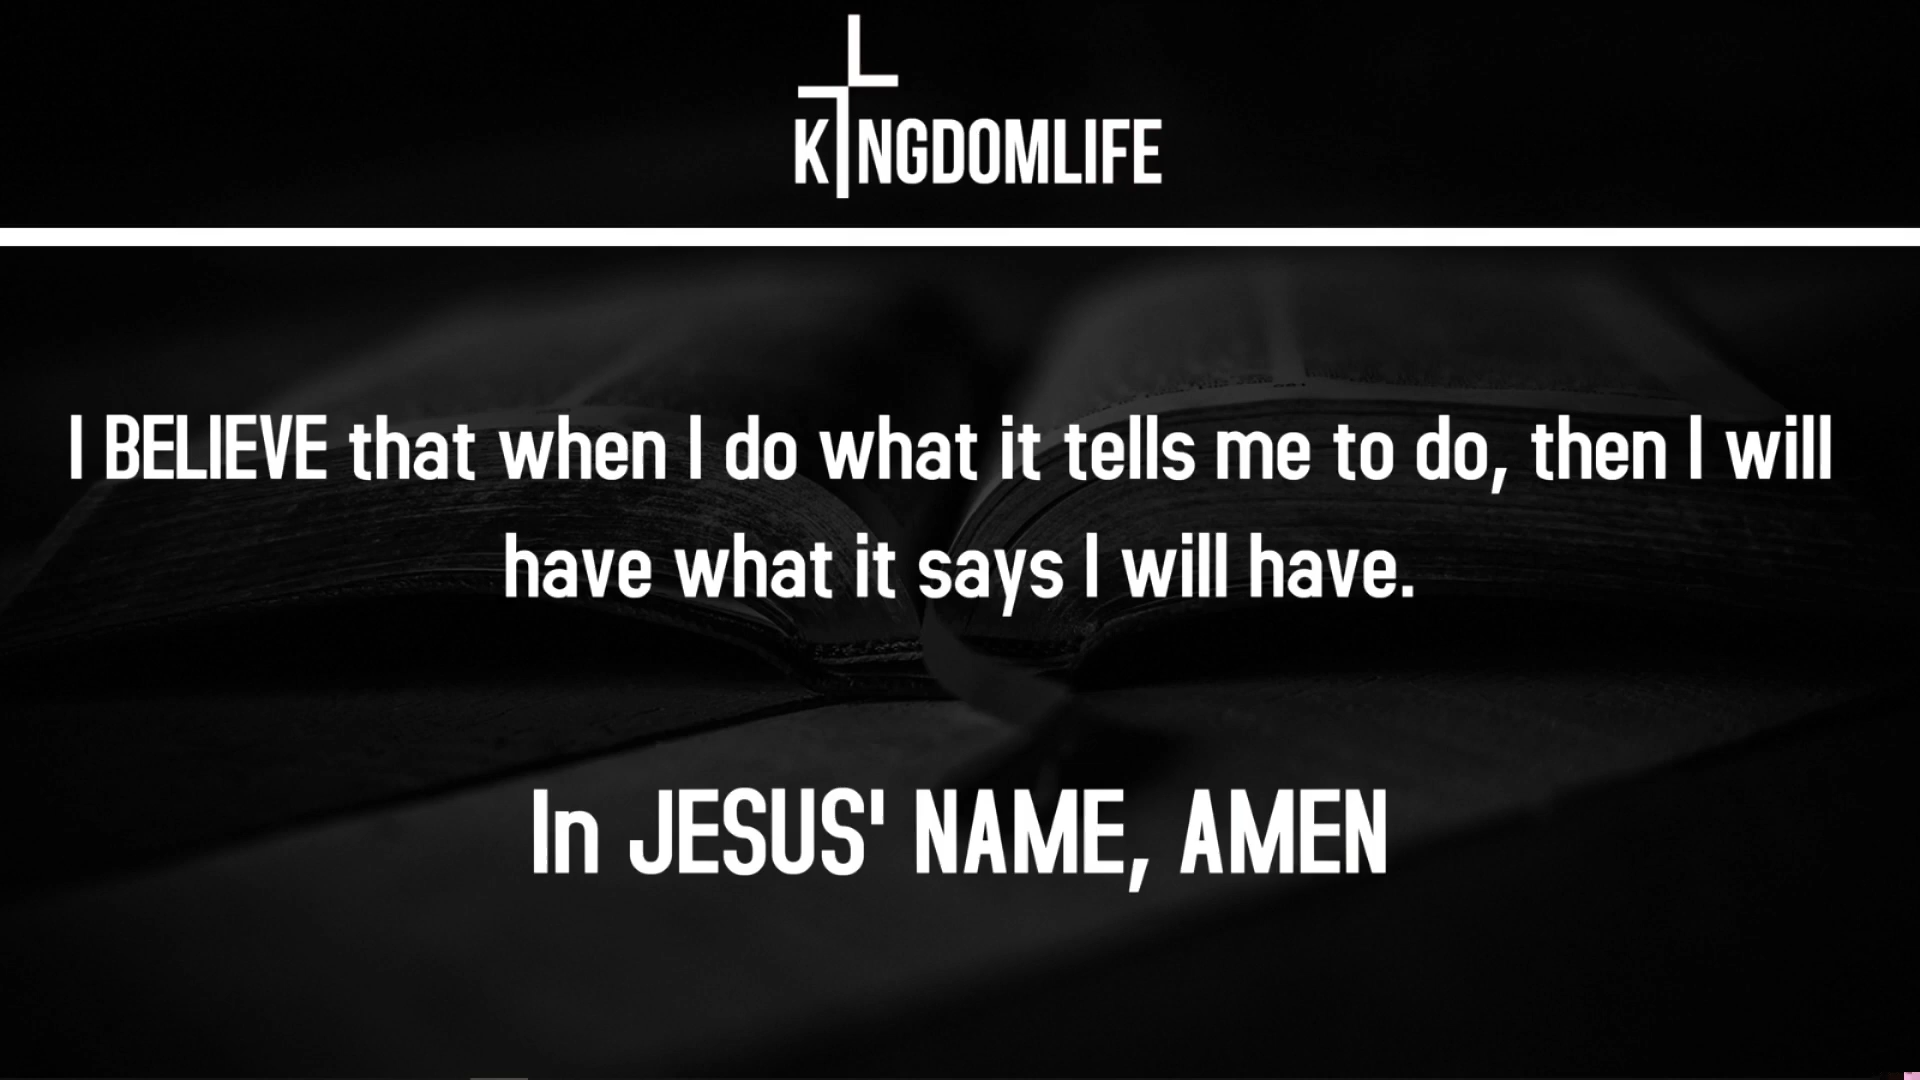 KINGDOMLIFE
I BELIEVE that when I do what it tells me to do, then I will
have what it says I will have.
In JESUS' NAME, AMEN